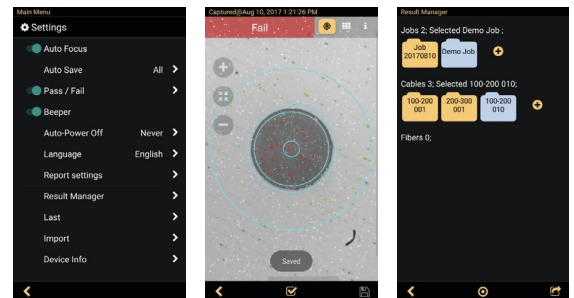 Main Menu
Settings
Auto Focus
Auto Save All
Pass / Fail
Beeper
Auto-Power Off Never
Language English
Report settings
Result Manager
Last
Import
Device Info
Captured@Aug 10, 2017 1:21:26 PM
Fail
Saved
Result Manager
Jobs 2; Selected Demo Job ;
Job
20170810
Demo Job
Cables 3; Selected 100-200 010;
100-200
001
200-300
001
100-200
010
Fibers 0;